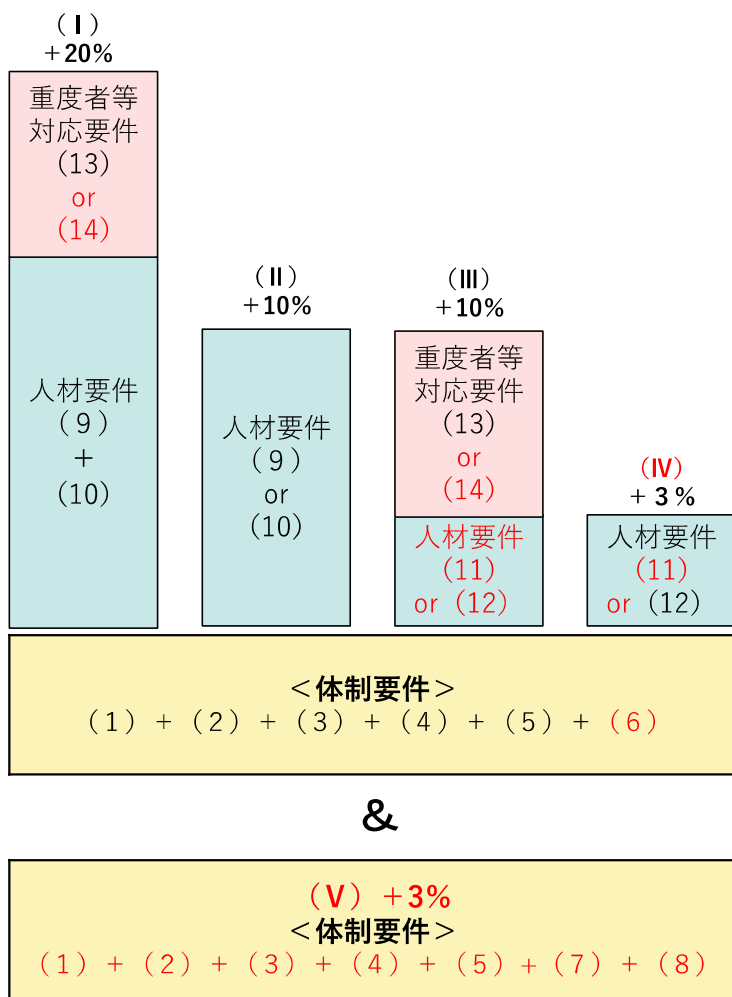 （Ⅰ）
+20%
重度者等
対応要件
(13)
or
(14)
人材要件
（9）
+
(10)
（Ⅱ）
+10%
人材要件
（9）
or
(10)
（Ⅲ）
+10%
重度者等
対応要件
(13)
or
(14)
人材要件
(11)
or (12)
（Ⅳ）
+３%
人材要件
(11)
or (12)
＜体制要件＞
（1）+（2）+（3）+（4）+（5）+（6）
&
（Ⅴ）+3%
＜体制要件＞
（1）+（2）+（3）+（4）+（5）+（7）+（8）